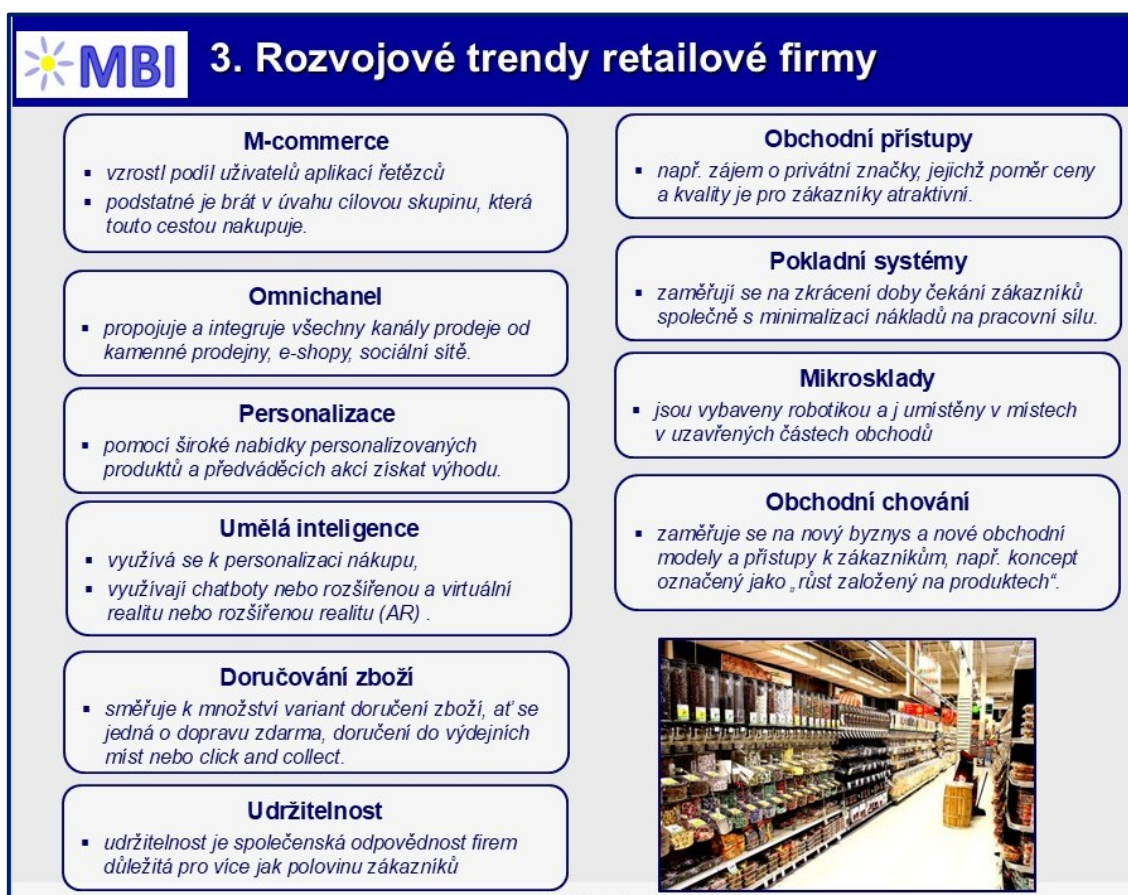 MBI
3. Rozvojové trendy retailové firmy
M-commerce
▪ vzrostl podíl uživatelů aplikací řetězců
▪ podstatné je brát v úvahu cílovou skupinu, která
touto cestou nakupuje.
Omnichanel
▪ propojuje a integruje všechny kanály prodeje od
kamenné prodejny, e-shopy, sociální sítě.
Personalizace
▪ pomocí široké nabídky personalizovaných
produktů a předváděcích akcí získat výhodu.
Umělá inteligence
▪ využívá se k personalizaci nákupu,
▪ využívají chatboty nebo rozšířenou a virtuální
realitu nebo rozšířenou realitu (AR) .
Doručování zboží
▪ směřuje k množství variant doručení zboží, ať se
jedná o dopravu zdarma, doručení do výdejních
míst nebo click and collect.
Udržitelnost
▪ udržitelnost je společenská odpovědnost firem
důležitá pro více jak polovinu zákazníků
Obchodní přístupy
▪ např. zájem o privátní značky, jejichž poměr ceny
a kvality je pro zákazníky atraktivní.
Pokladní systémy
▪ zaměřují se na zkrácení doby čekání zákazníků
společně s minimalizací nákladů na pracovní sílu.
Mikrosklady
▪ jsou vybaveny robotikou a j umístěny v místech
v uzavřených částech obchodů
Obchodní chování
▪ zaměřuje se na nový byznys a nové obchodní
modely a přístupy k zákazníkům, např. koncept
označený jako „růst založený na produktech“.